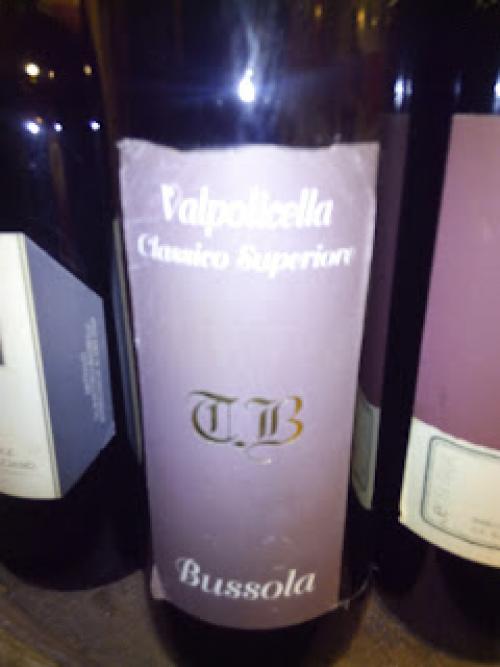 Valpolicella
Classico Superiore
T.B
Bussola